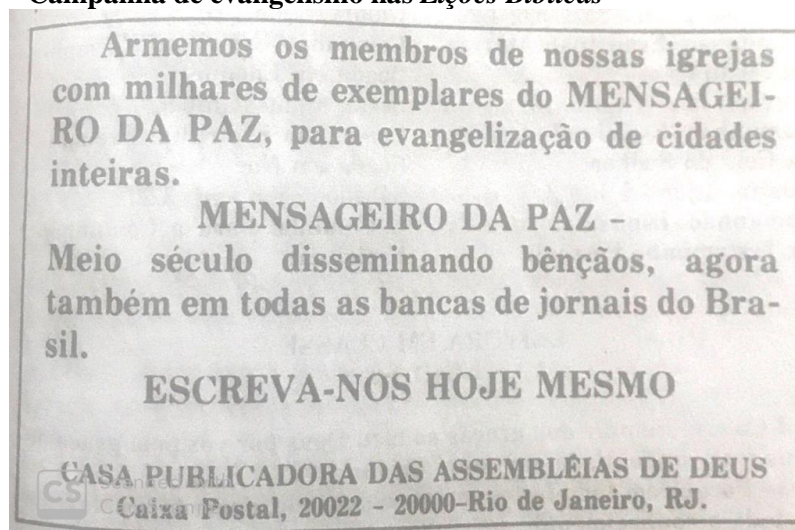 Campanha de evangelismo nas Lições Bíblicas
Armemos os membros de nossas igrejas
com milhares de exemplares do MENSAGEI-
RO DA PAZ, para evangelização de cidades
inteiras.
MENSAGEIRO DA PAZ -
Meio século disseminando bênçãos, agora
também em todas as bancas de jornais do Bra-
sil.
ESCREVA-NOS HOJE MESMO
CASA PUBLICADORA DAS ASSEMBLÉIAS DE DEUS
Caixa Postal, 20022 - 20000-Rio de Janeiro, RJ.
CS